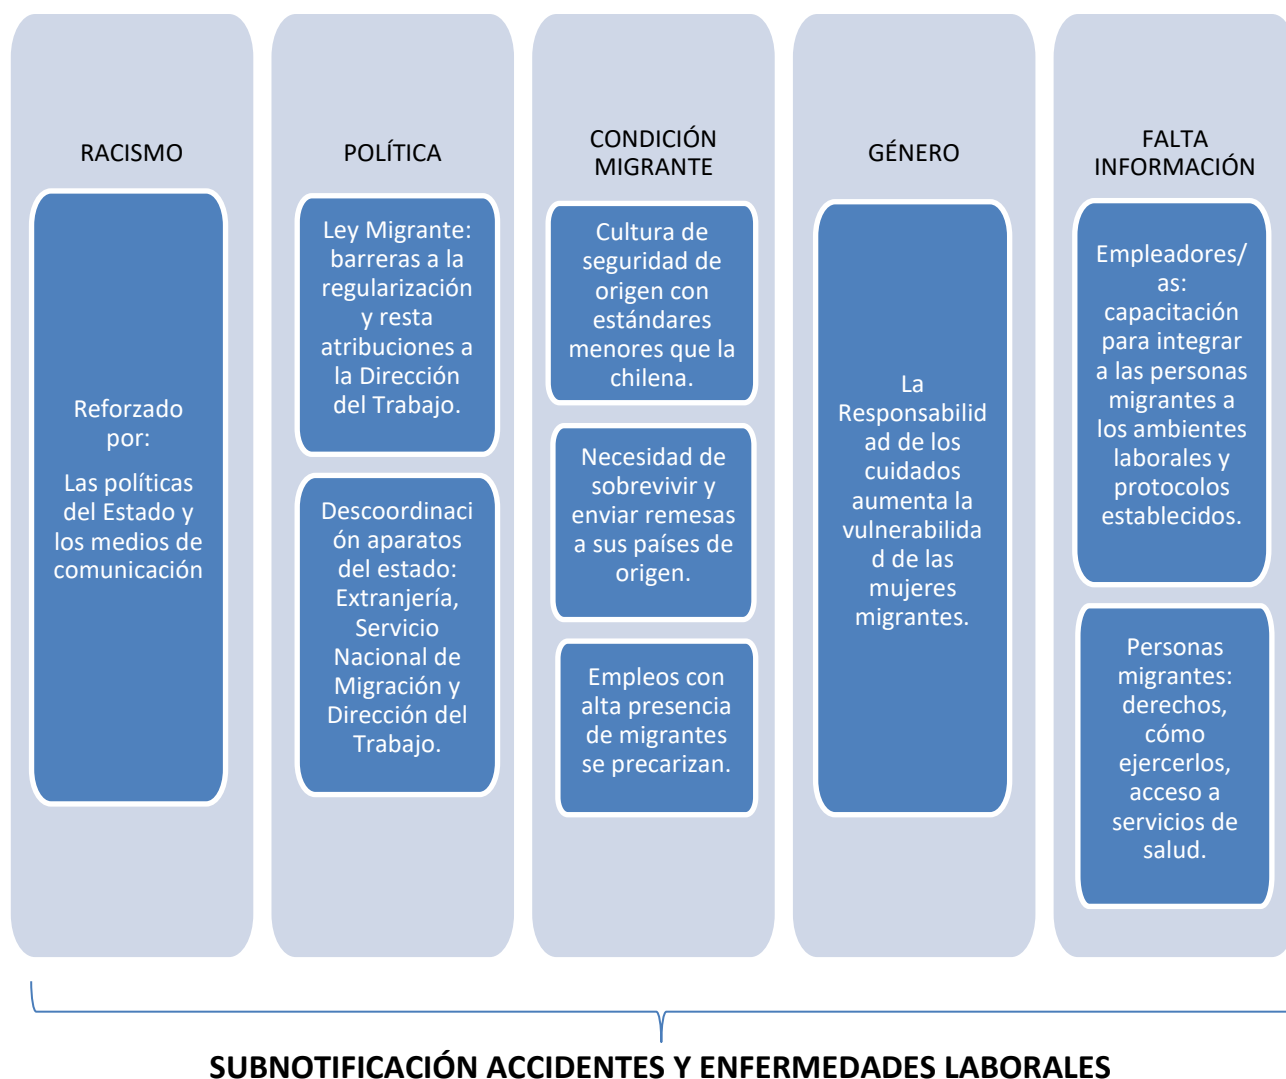 RACISMO
Reforzado
por:
Las políticas
del Estado y
los medios de
comunicación
POLÍTICA
Ley Migrante:
barreras a la
regularización
y resta
atribuciones a
la Dirección
del Trabajo.
Descoordinaci
ón aparatos
del estado:
Extranjería,
Servicio
Nacional de
Migración y
Dirección del
Trabajo.
CONDICIÓN
MIGRANTE
Cultura de
seguridad de
origen con
estándares
menores que la
chilena.
Necesidad de
sobrevivir y
enviar remesas
a sus países de
origen.
Empleos con
alta presencia
de migrantes
se precarizan.
GÉNERO
La
Responsabilid
ad de los
cuidados
aumenta la
vulnerabilida
d de las
mujeres
migrantes.
FALTA
INFORMACIÓN
Empleadores/
as:
capacitación
para integrar
a las personas
migrantes a
los ambientes
laborales y
protocolos
establecidos.
Personas
migrantes:
derechos,
cómo
ejercerlos,
acceso a
servicios de
salud.
SUBNOTIFICACIÓN ACCIDENTES Y ENFERMEDADES LABORALES